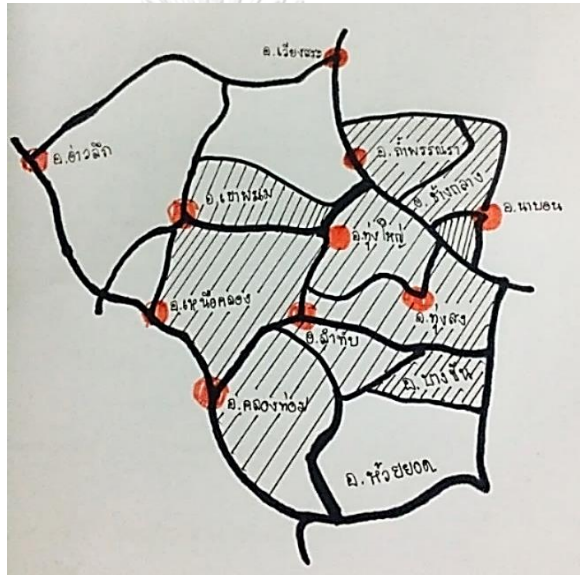 อ.เวียงสระ
อ.อ่าวลึก
อ.ถ้ำพรรณรา
อ.ช้างกลาง
อ.เขาพนม
อ.นาบอน
อ.ทุ่งใหญ่
อ.เหนือคลอง
อ.ทุ่งสง
อ.ลำทับ
อ.บางขัน
อ.คลองท่อม
อ.ห้วยยอด